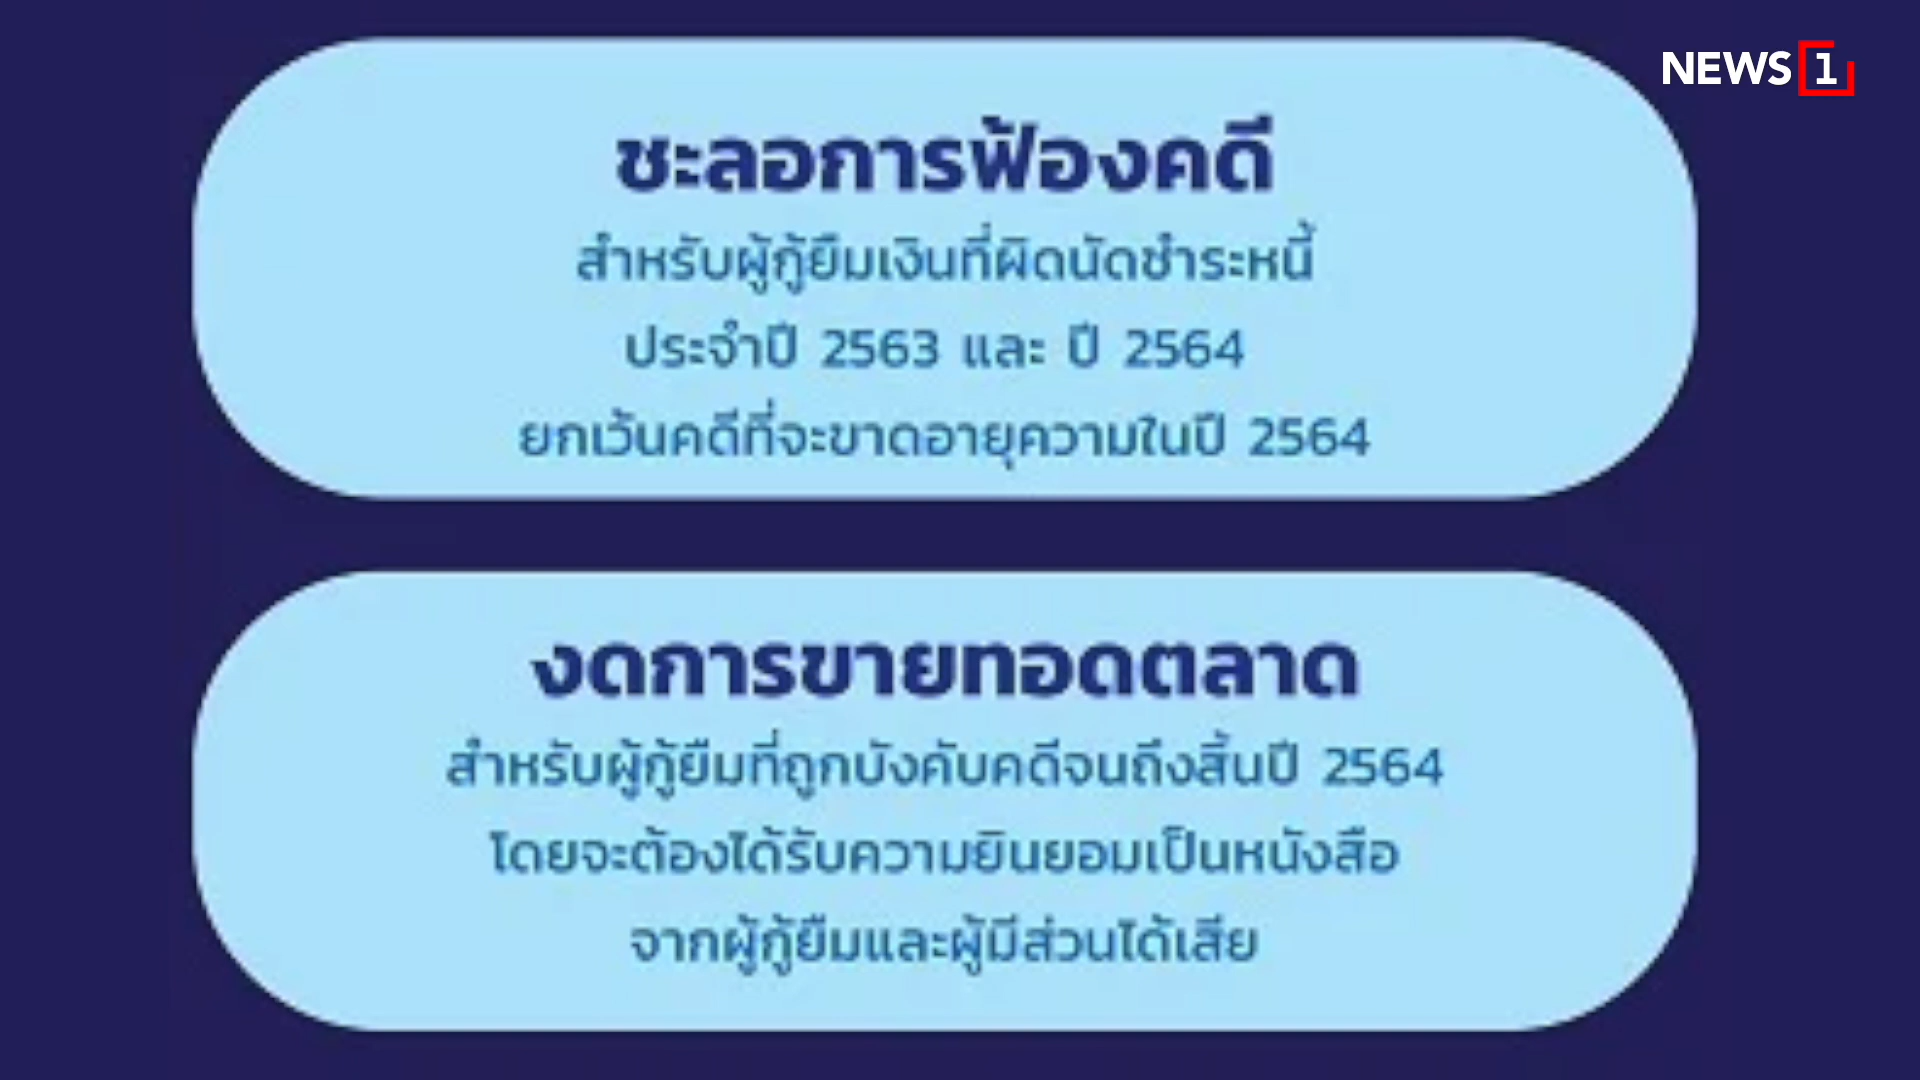 NEWS 1
ชะลอการฟ้องคดี
สำหรับผู้กู้ยืมเงินที่ผิดนัดชำระหนี้
ประจำปี 2563 และ ปี 2564
ยกเว้นคดีที่จะขาดอายุความในปี 2564
งดการขายทอดตลาด
สำหรับผู้กู้ยืมที่ถูกบังคับคดีจนถึงสิ้นปี 2564
โดยจะต้องได้รับความยินยอมเป็นหนังสือ
จากผู้กู้ยืมและผู้มีส่วนได้เสีย